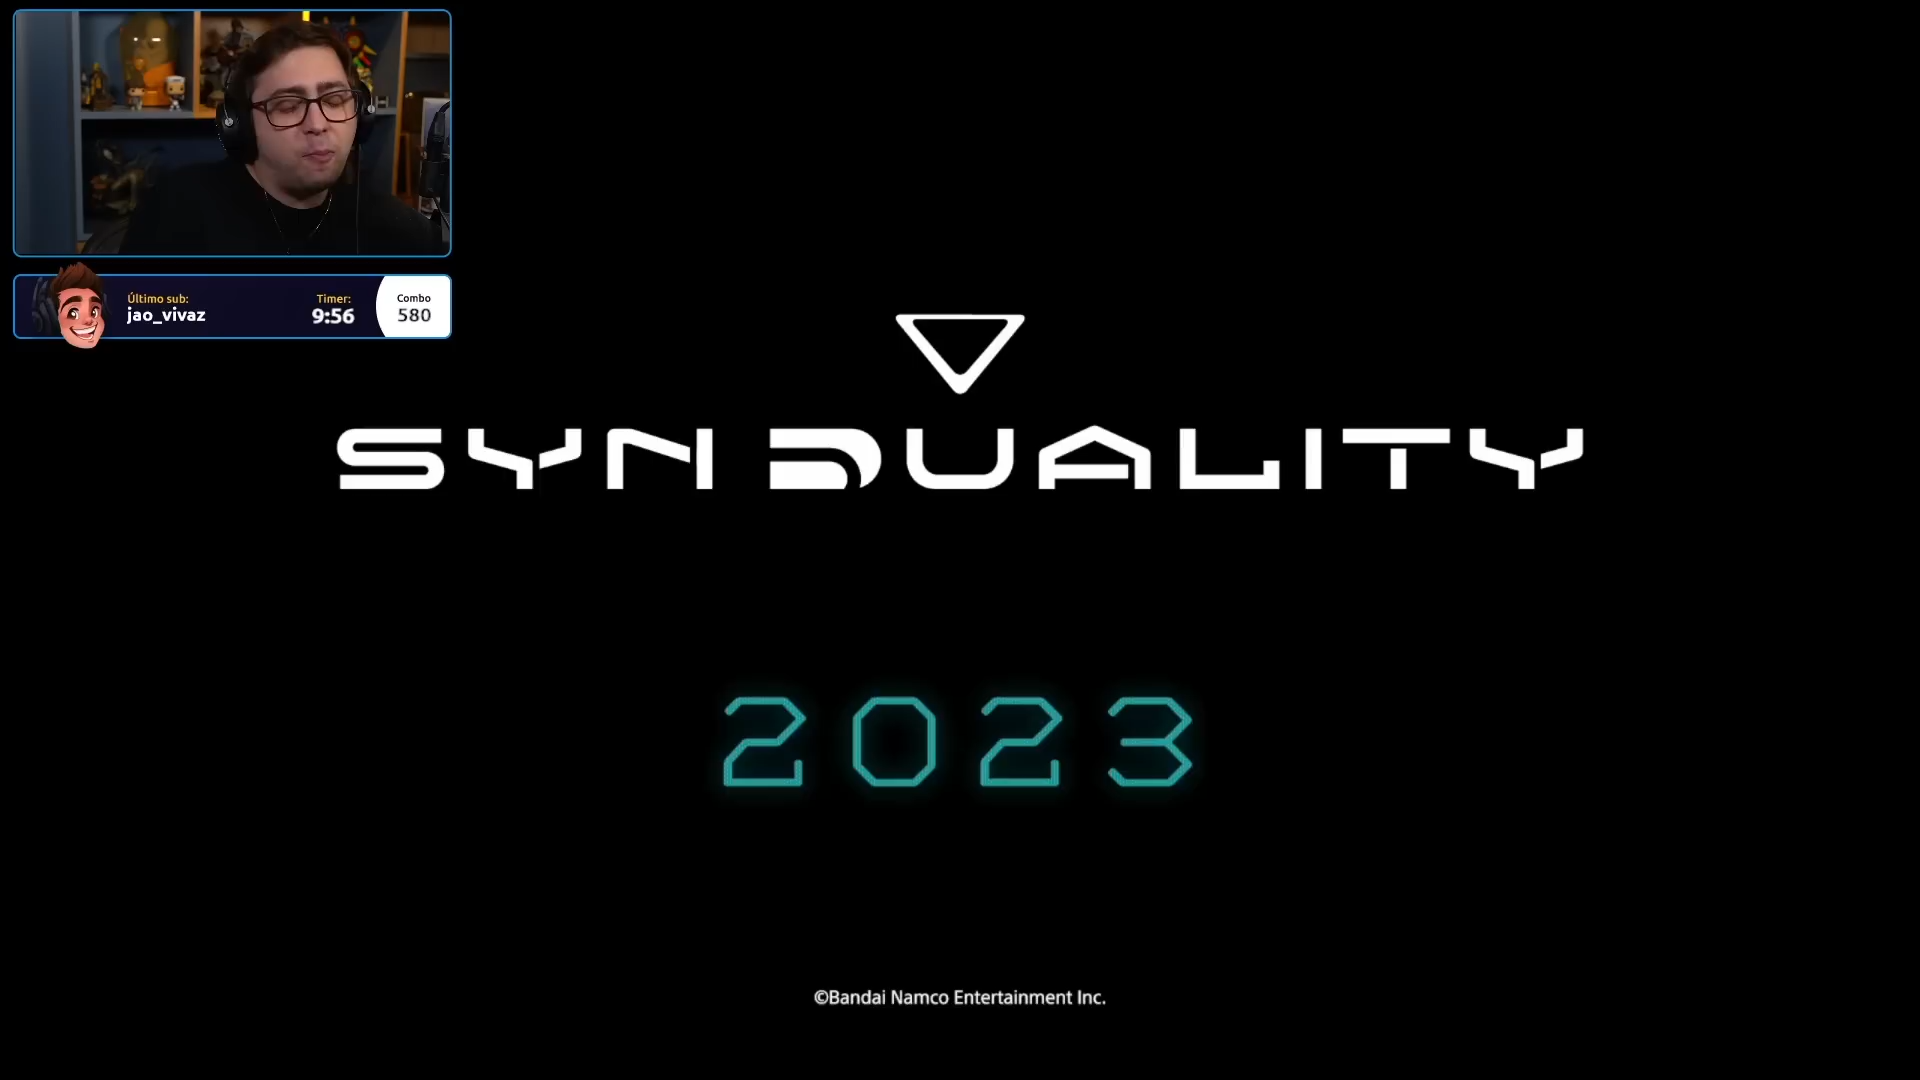 Último sub:
jao_vivaz
Timer:
9:56
Combo
580
SYNDUALITY
2023
©Bandai Namco Entertainment Inc.